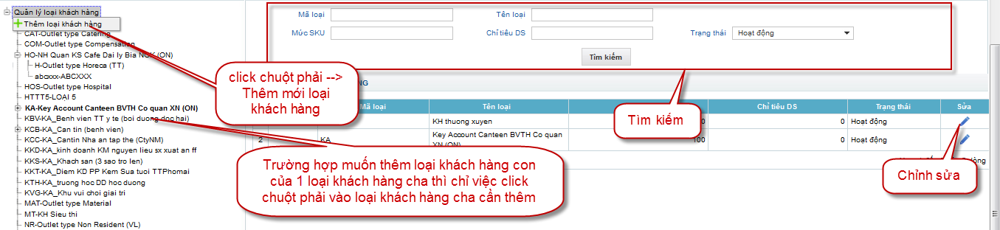 Quản lý loại khách hàng
Thêm loại khách hàng
CAT-Outlet type Catering
COM-Outlet type Compensation
HO-NH Quan KS Cafe Dai ly Bia NGK (ON)
H-Outlet type Horeca (TT)
abcxxx-ABCXXX
HOS-Outlet type Hospital
HTTT5-LOẠI 5
KA-Key Account Canteen BVTH Co quan XN (ON)
KBV-KA_Benh vien TT y te (boi duong doc hai)
KCB-KA_Can tin (benh vien)
KCC-KA_Cantin Nha an tap the (CtyNM)
KKD-KA_kinh doanh KM nguyen lieu sx xuat an ff
KKS-KA_Khach san (3 sao tro len)
KKT-KA_Diem KD PP Kem Sua tuoi TTPhomai
KTH-KA_truong hoc DD hoc duong
KVG-KA_Khu vui choi giai tri
MAT-Outlet type Material
MT-KH Sieu thi
NR-Outlet type Non Resident (VL)
Mã loại
Tên loại
Mức SKU
Chỉ tiêu DS
Trạng thái
Hoạt động
Tìm kiếm
NG
Mã loại
Tên loại
Chỉ tiêu DS
Trạng thái
Sửa
KH thuong xuyen
0
0
Hoạt động
2
KA
Key Account Canteen BVTH Co quan
XN (ON)
100
0
Hoạt động
click chuột phải -->
Thêm mới loại
khách hàng
Tìm kiếm
Chỉnh sửa
Trường hợp muốn thêm loại khách hàng con
của 1 loại khách hàng cha thì chỉ việc click
chuột phải vào loại khách hàng cha cần thêm